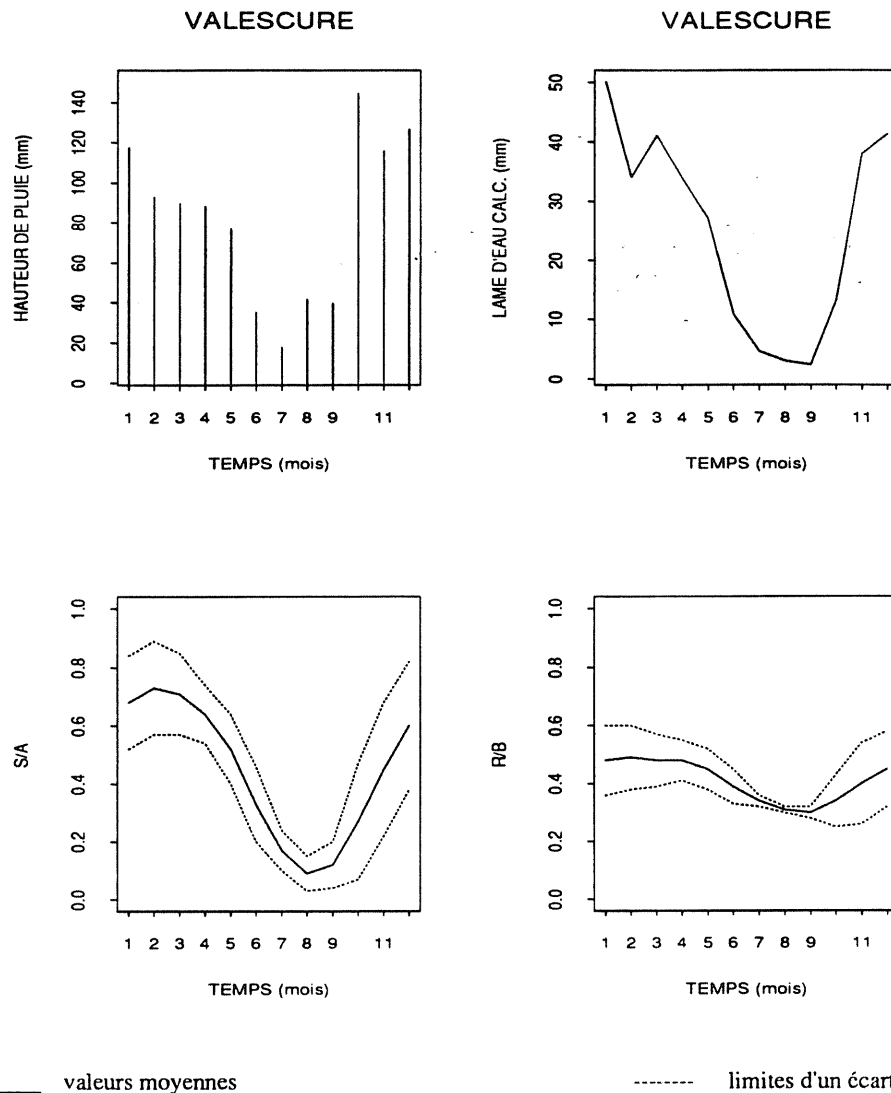 VALESCURE
HAUTEUR DE PLUIE (mm)
140
120
100
80
60
40
20
0
1 2 3 4 5 6 7 8 9 11
TEMPS (mois)
VALESCURE
LAME D'EAU CALC. (mm)
50
40
30
20
10
0
1 2 3 4 5 6 7 8 9 11
TEMPS (mois)
S/A
1.0
0.8
0.6
0.4
0.2
0.0
1 2 3 4 5 6 7 8 9 11
TEMPS (mois)
R/B
1.0
0.8
0.6
0.4
0.2
0.0
1 2 3 4 5 6 7 8 9 11
TEMPS (mois)
valeurs moyennes
limites d'un écart